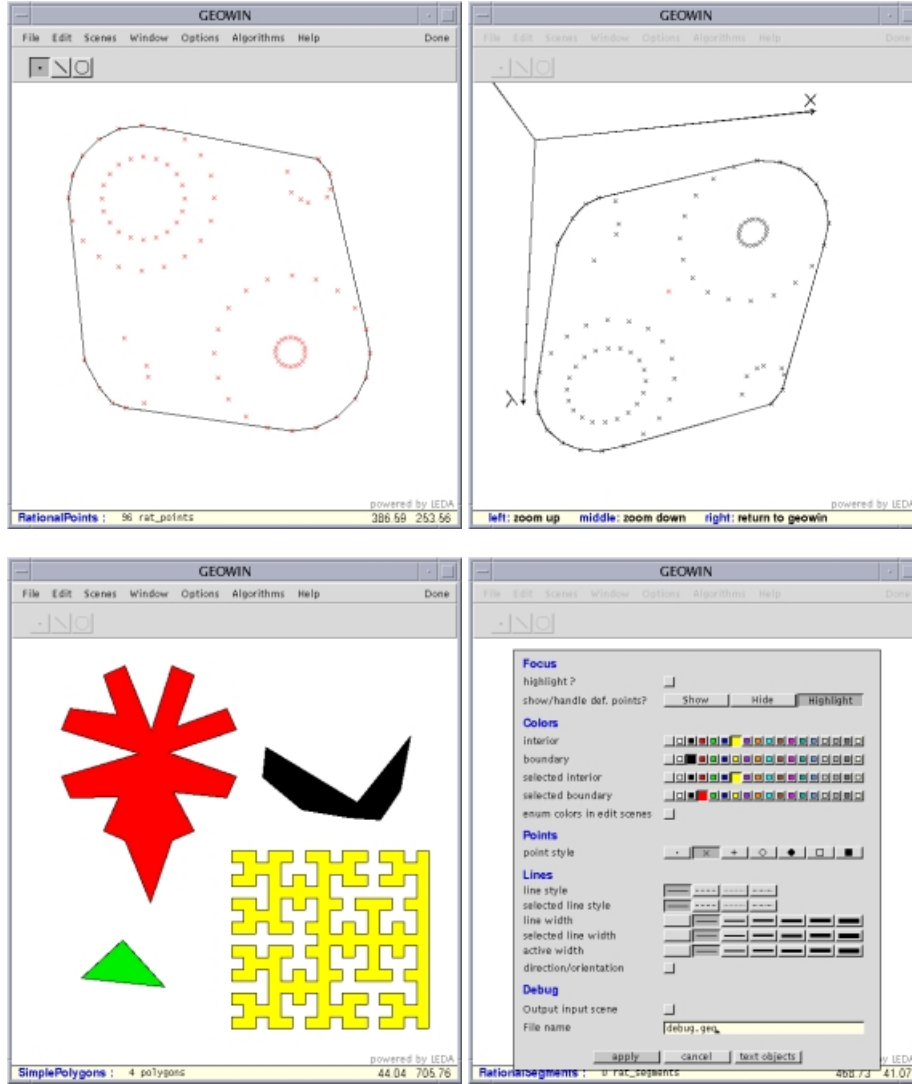 GEOWIN
File Edit Scenes Window Options Algorithms Help Done
powered by LEDA
RationalPoints : 96 rat_points 386.59 253.56
GEOWIN
File Edit Scenes Window Options Algorithms Help
X
Y
powered by LEDA
left: zoom up middle: zoom down right: return to geowin
GEOWIN
File Edit Scenes Window Options Algorithms Help Done
powered by LEDA
SimplePolygons : 4 polygons 44.04 705.76
GEOWIN
File Edit Scenes Window Options Algorithms Help Done
Focus
highlight ?
show/handle def. points? Show Hide Highlight
Colors
interior
boundary
selected interior
selected boundary
enum colors in edit scenes
Points
point style
Lines
line style
selected line style
line width
selected line width
active width
direction/orientation
Debug
Output input scene
File name debug.geo
apply cancel text objects
LEDA
RationalSegments : 0 rat_segments 468.73 41.07